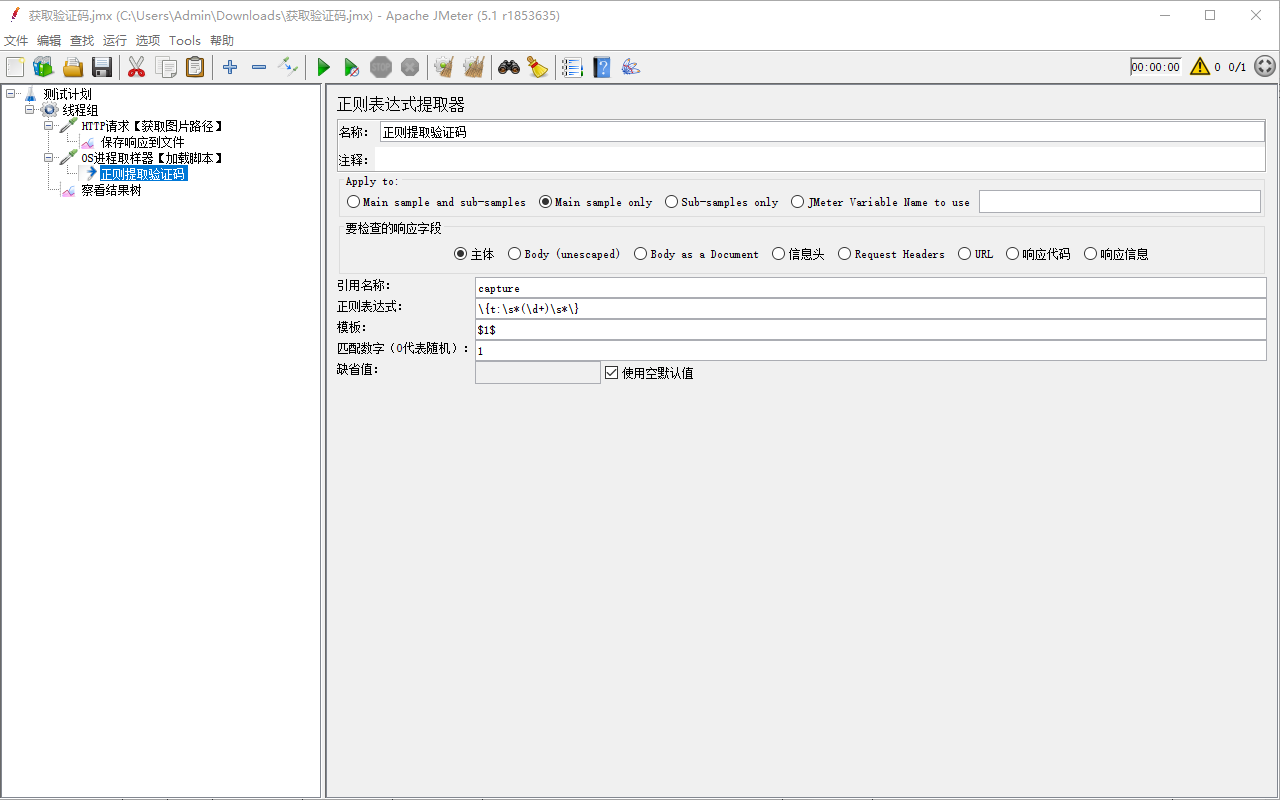 获取验证码.jmx (C:\Users\Admin\Downloads\获取验证码.jmx) - Apache JMeter (5.1 r1853635)
文件 编辑 查找 运行 选项 Tools 帮助
STOP 00:00:00 0 0/1
测试计划
线程组
HTTP请求【获取图片路径】
保存响应到文件
OS进程取样器【加载脚本】
正则提取验证码
察看结果树
正则表达式提取器
名称: 正则提取验证码
注释:
Apply to:
Main sample and sub-samples Main sample only Sub-samples only JMeter Variable Name to use
要检查的响应字段
主体 Body (unescaped) Body as a Document 信息头 Request Headers URL 响应代码 响应信息
引用名称: capture
正则表达式: \{t:\s*(\d+)\s*\}
模板: $1$
匹配数字（0代表随机）: 1
缺省值: 使用空默认值